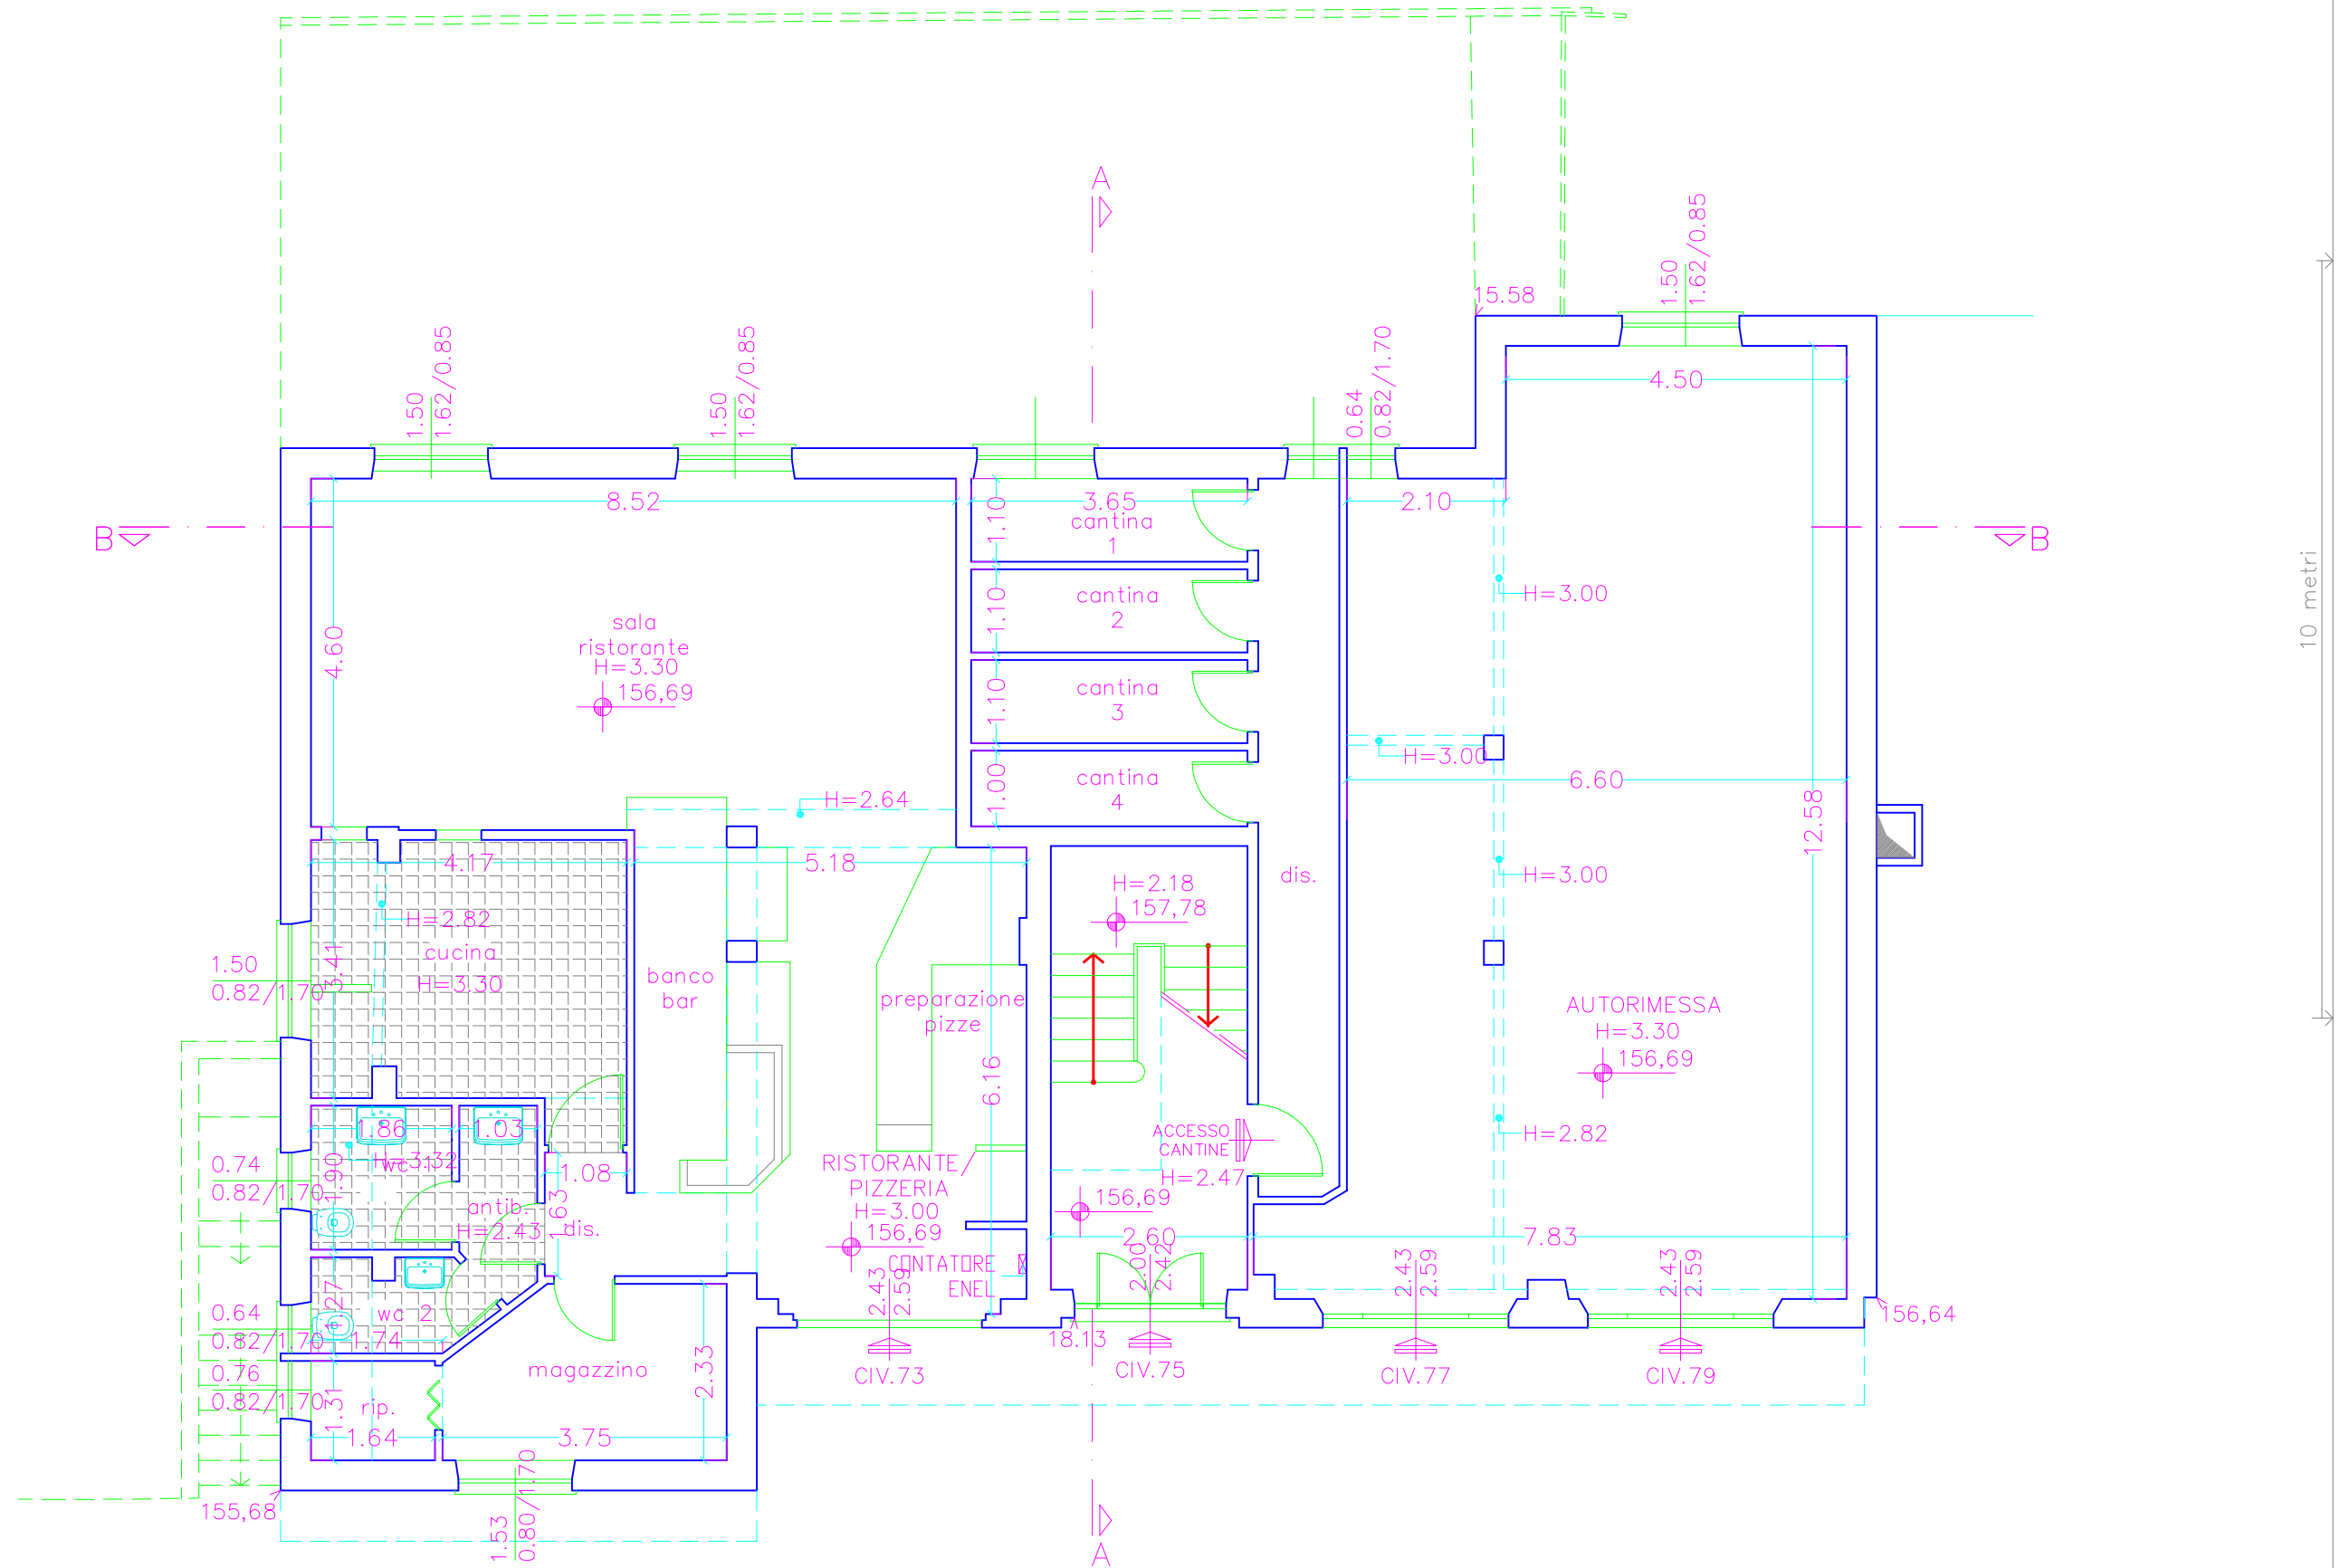 A
1.50
1.62/0.85
15.58
1.50
1.62/0.85
1.50
1.62/0.85
0.64
0.82/1.70
4.50
10 metri
8.52
3.65
2.10
B
B
1.10
cantina
1
4.60
sala
ristorante
H=3.30
156,69
1.10
cantina
2
H=3.00
1.10
cantina
3
H=3.00
6.60
1.00
cantina
4
H=2.64
12.58
4.17
5.18
dis.
H=3.00
H=2.18
157,78
H=2.82
cucina
H=3.30
3.41
1.50
0.82/1.70
banco
bar
preparazione
pizze
AUTORIMESSA
H=3.30
156,69
6.16
1.86
1.03
H=3.32
wc 1
1.90
0.74
0.82/1.70
1.08
1.63
antib.
H=2.43
dis.
ACCESSO
CANTINE
H=2.47
H=2.82
RISTORANTE/
PIZZERIA
H=3.00
156,69
156,69
2.60
7.83
CONTATORE
ENEL
2.43
2.59
2.00
2.42
2.43
2.59
2.43
2.59
wc 2
1.74
0.64
0.82/1.70
0.76
0.82/1.70
1.31
rip.
1.64
magazzino
2.33
3.75
18.13
156,64
CIV.73
CIV.75
CIV.77
CIV.79
155,68
1.53
0.80/1.70
A